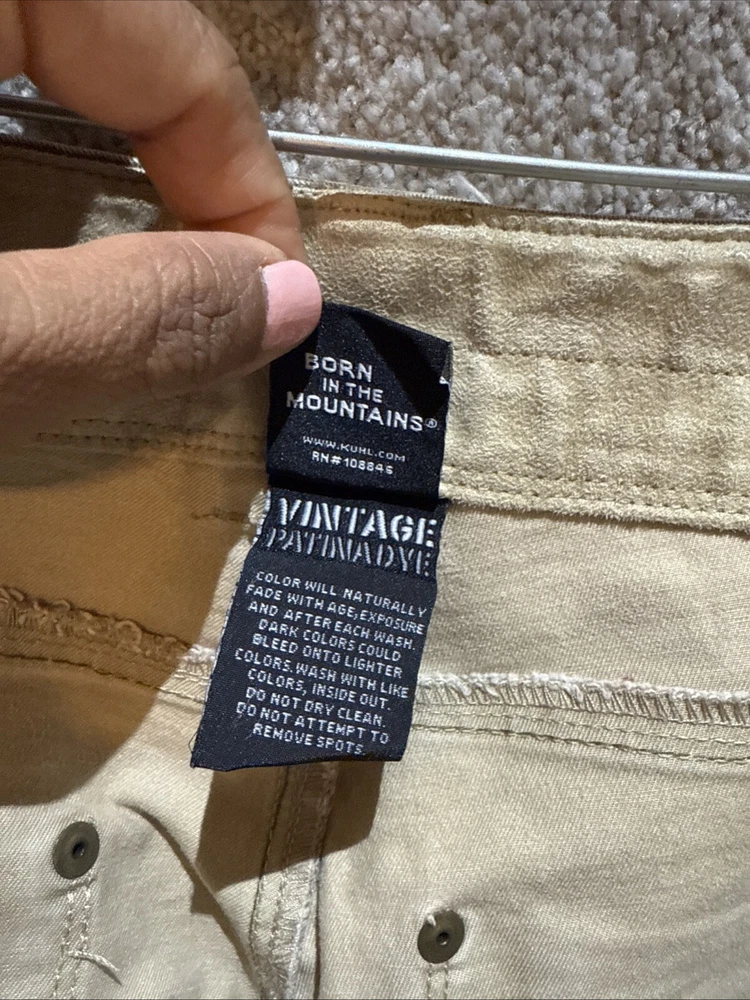 BORN
IN THE
MOUNTAINS®
WWW.KUHL.COM
RN#108846
VINTAGE
PATINA DYE
COLOR WILL NATURALLY
FADE WITH AGE,EXPOSURE
AND AFTER EACH WASH.
DARK COLORS COULD
BLEED ONTO LIGHTER
COLORS. WASH WITH LIKE
COLORS, INSIDE OUT.
DO NOT DRY CLEAN.
DO NOT ATTEMPT TO
REMOVE SPOTS.